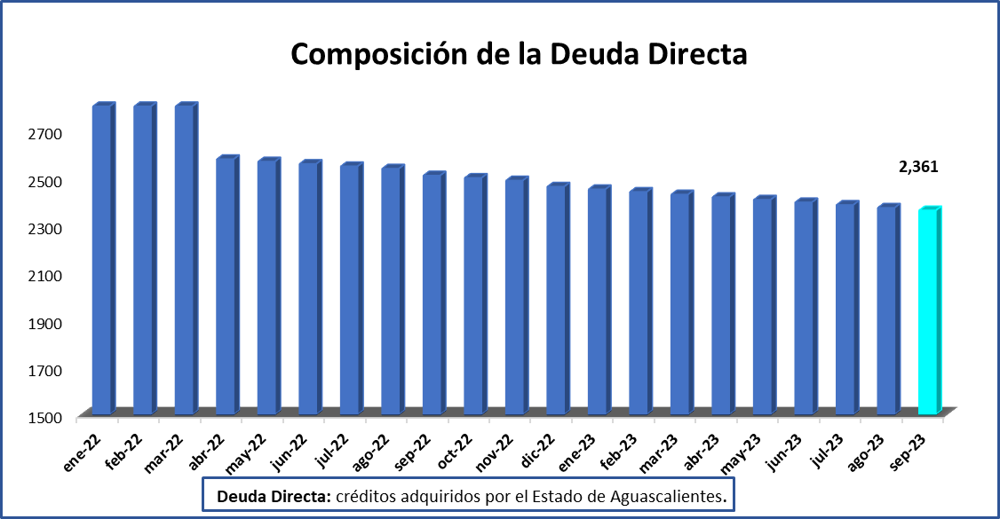 Composición de la Deuda Directa
2700
2500
2300
2100
1900
1700
1500
2,361
ene-22
feb-22
mar-22
abr-22
may-22
jun-22
jul-22
ago-22
sep-22
oct-22
nov-22
dic-22
ene-23
feb-23
mar-23
abr-23
may-23
jun-23
jul-23
ago-23
sep-23
Deuda Directa: créditos adquiridos por el Estado de Aguascalientes.